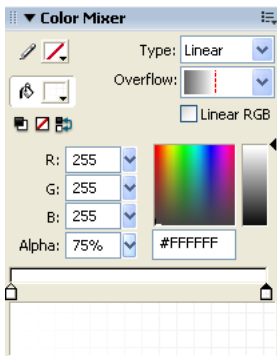 Color Mixer
Type: Linear
Overflow:
Linear RGB
R: 255
G: 255
B: 255
Alpha: 75% #FFFFFF